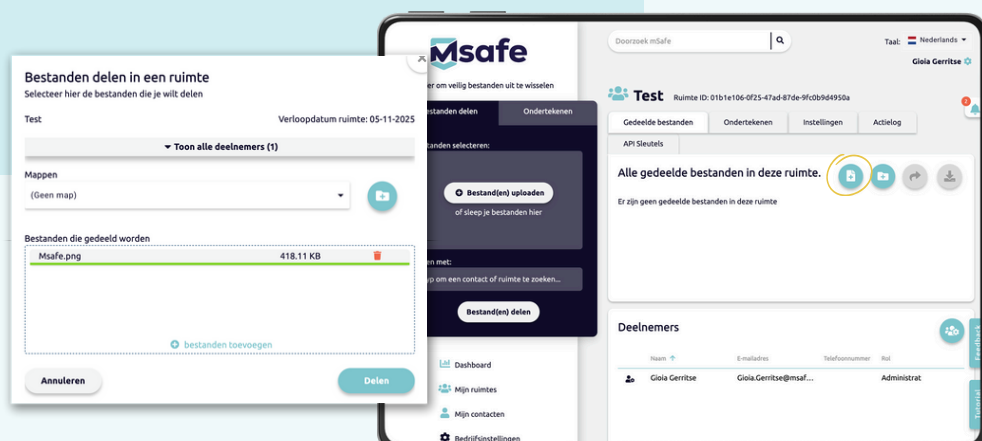 Bestanden delen in een ruimte
Selecteer hier de bestanden die je wilt delen
Test
Verloopdatum ruimte: 05-11-2025
Toon alle deelnemers (1)
Mappen
(Geen map)
Bestanden die gedeeld worden
Msafe.png 418.11 KB
bestanden toevoegen
Annuleren
Delen
Msafe
er om veilig bestanden uit te wisselen
estanden delen
Ondertekenen
tanden selecteren:
Bestand(en) uploaden
of sleep je bestanden hier
en met:
yp om een contact of ruimte te zoeken...
Bestand(en) delen
Dashboard
Mijn ruimtes
Mijn contacten
Bedrijfsinstellingen
Doorzoek mSafe
Taal: Nederlands
Gioia Gerritse
Test Ruimte ID: 01b1e106-0f25-47ad-87de-9fc0b9d4950a
2
Gedeelde bestanden
Ondertekenen
Instellingen
Actielog
API Sleutels
Alle gedeelde bestanden in deze ruimte.
Er zijn geen gedeelde bestanden in deze ruimte
Deelnemers
Naam E-mailadres Telefoonnummer Rol
Gioia Gerritse Gioia.Gerritse@msaf... Administrat
Feedback
Tutorial